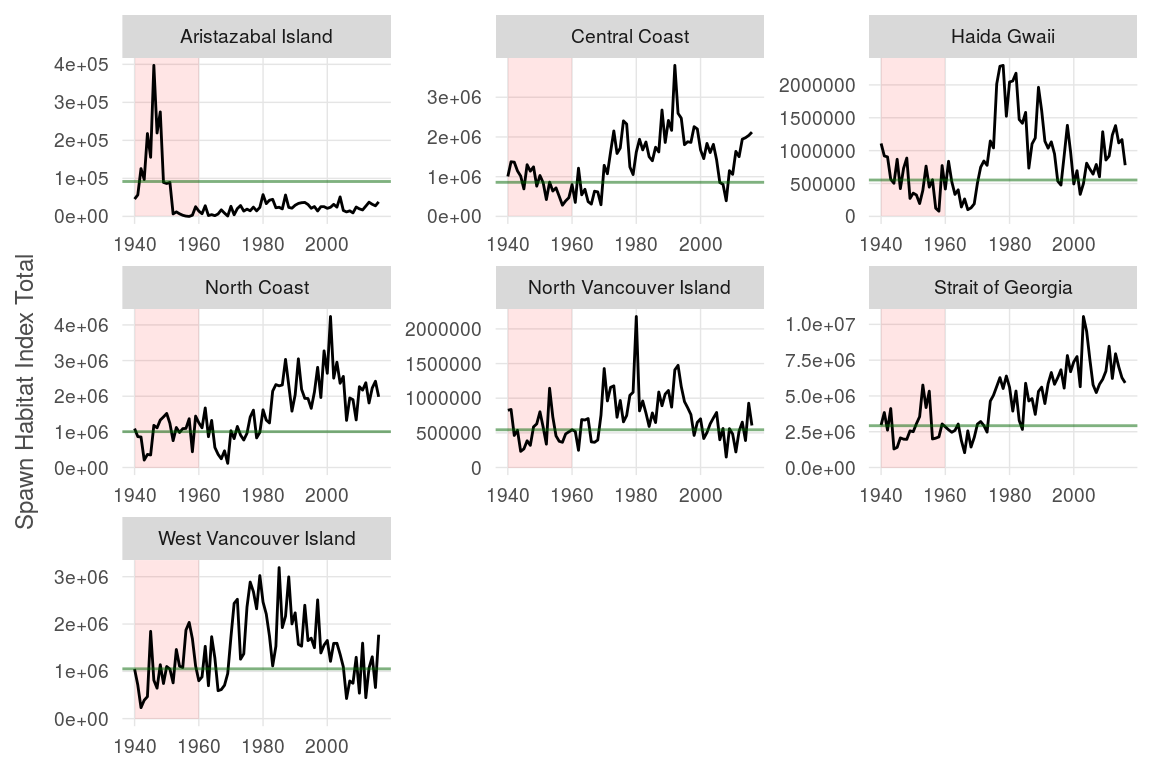 Spawn Habitat Index Total
Aristazabal Island
4e+05
3e+05
2e+05
1e+05
0e+00
1940 1960 1980 2000
Central Coast
3e+06
2e+06
1e+06
0e+00
1940 1960 1980 2000
Haida Gwaii
2000000
1500000
1000000
500000
0
1940 1960 1980 2000
North Coast
4e+06
3e+06
2e+06
1e+06
0e+00
1940 1960 1980 2000
North Vancouver Island
2000000
1500000
1000000
500000
0
1940 1960 1980 2000
Strait of Georgia
1.0e+07
7.5e+06
5.0e+06
2.5e+06
0.0e+00
1940 1960 1980 2000
West Vancouver Island
3e+06
2e+06
1e+06
0e+00
1940 1960 1980 2000